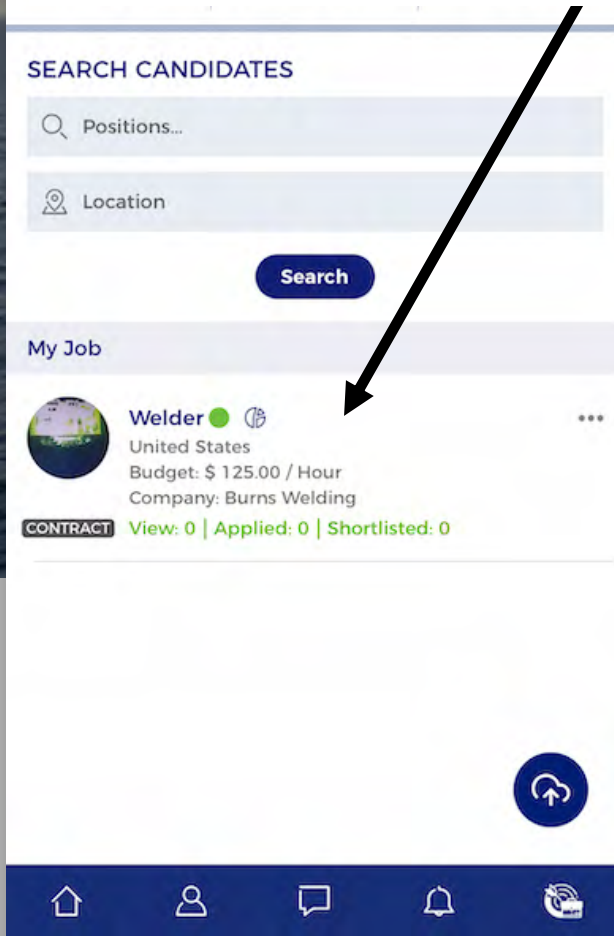 SEARCH CANDIDATES
Positions...
Location
Search
My Job
Welder
United States
Budget: $ 125.00 / Hour
Company: Burns Welding
CONTRACT View: 0 | Applied: 0 | Shortlisted: 0